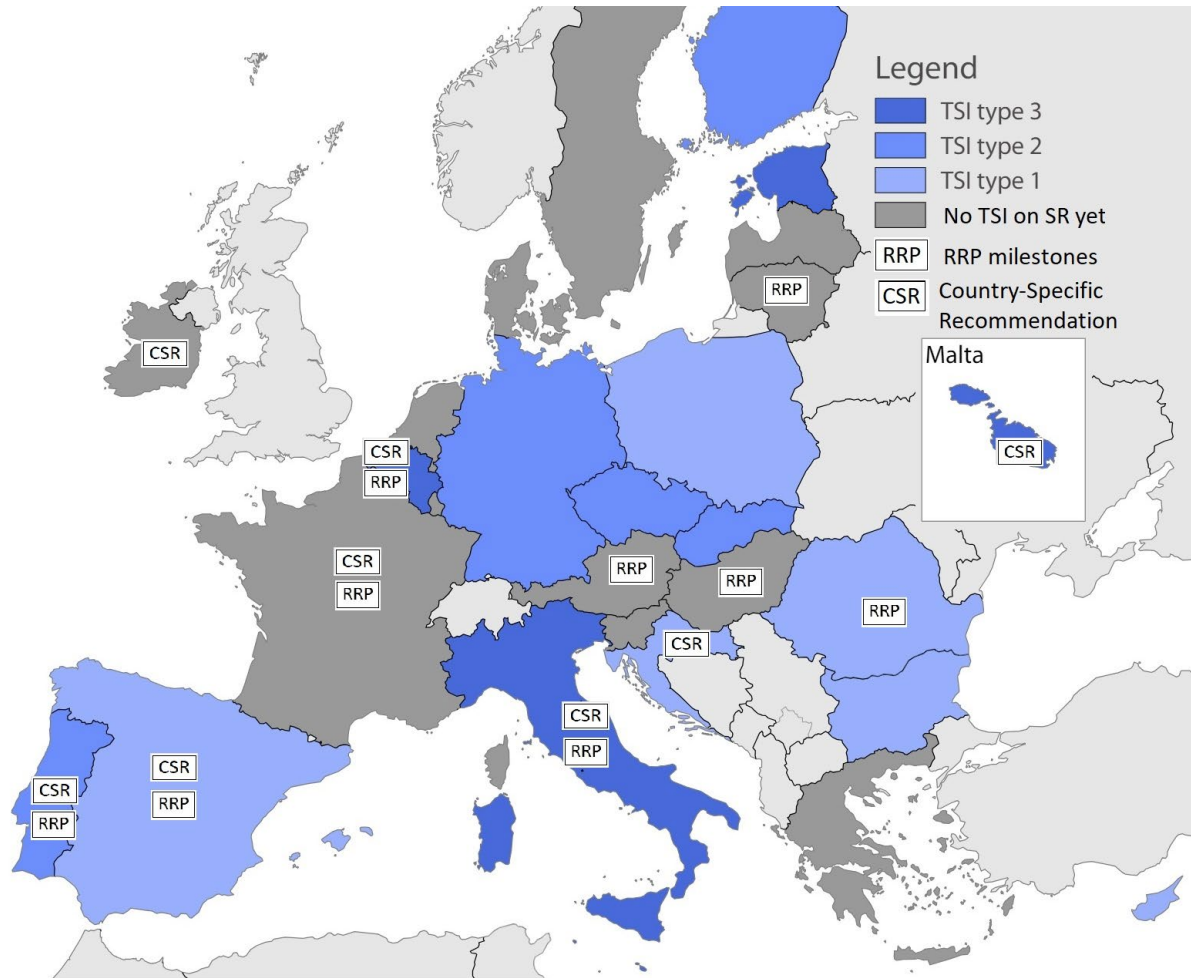 Legend
TSI type 3
TSI type 2
TSI type 1
No TSI on SR yet
RRP RRP milestones
CSR Country-Specific
Recommendation
Malta
CSR
RRP
CSR
CSR
RRP
CSR
RRP
RRP
RRP
RRP
CSR
CSR
RRP
CSR
RRP
CSR
RRP